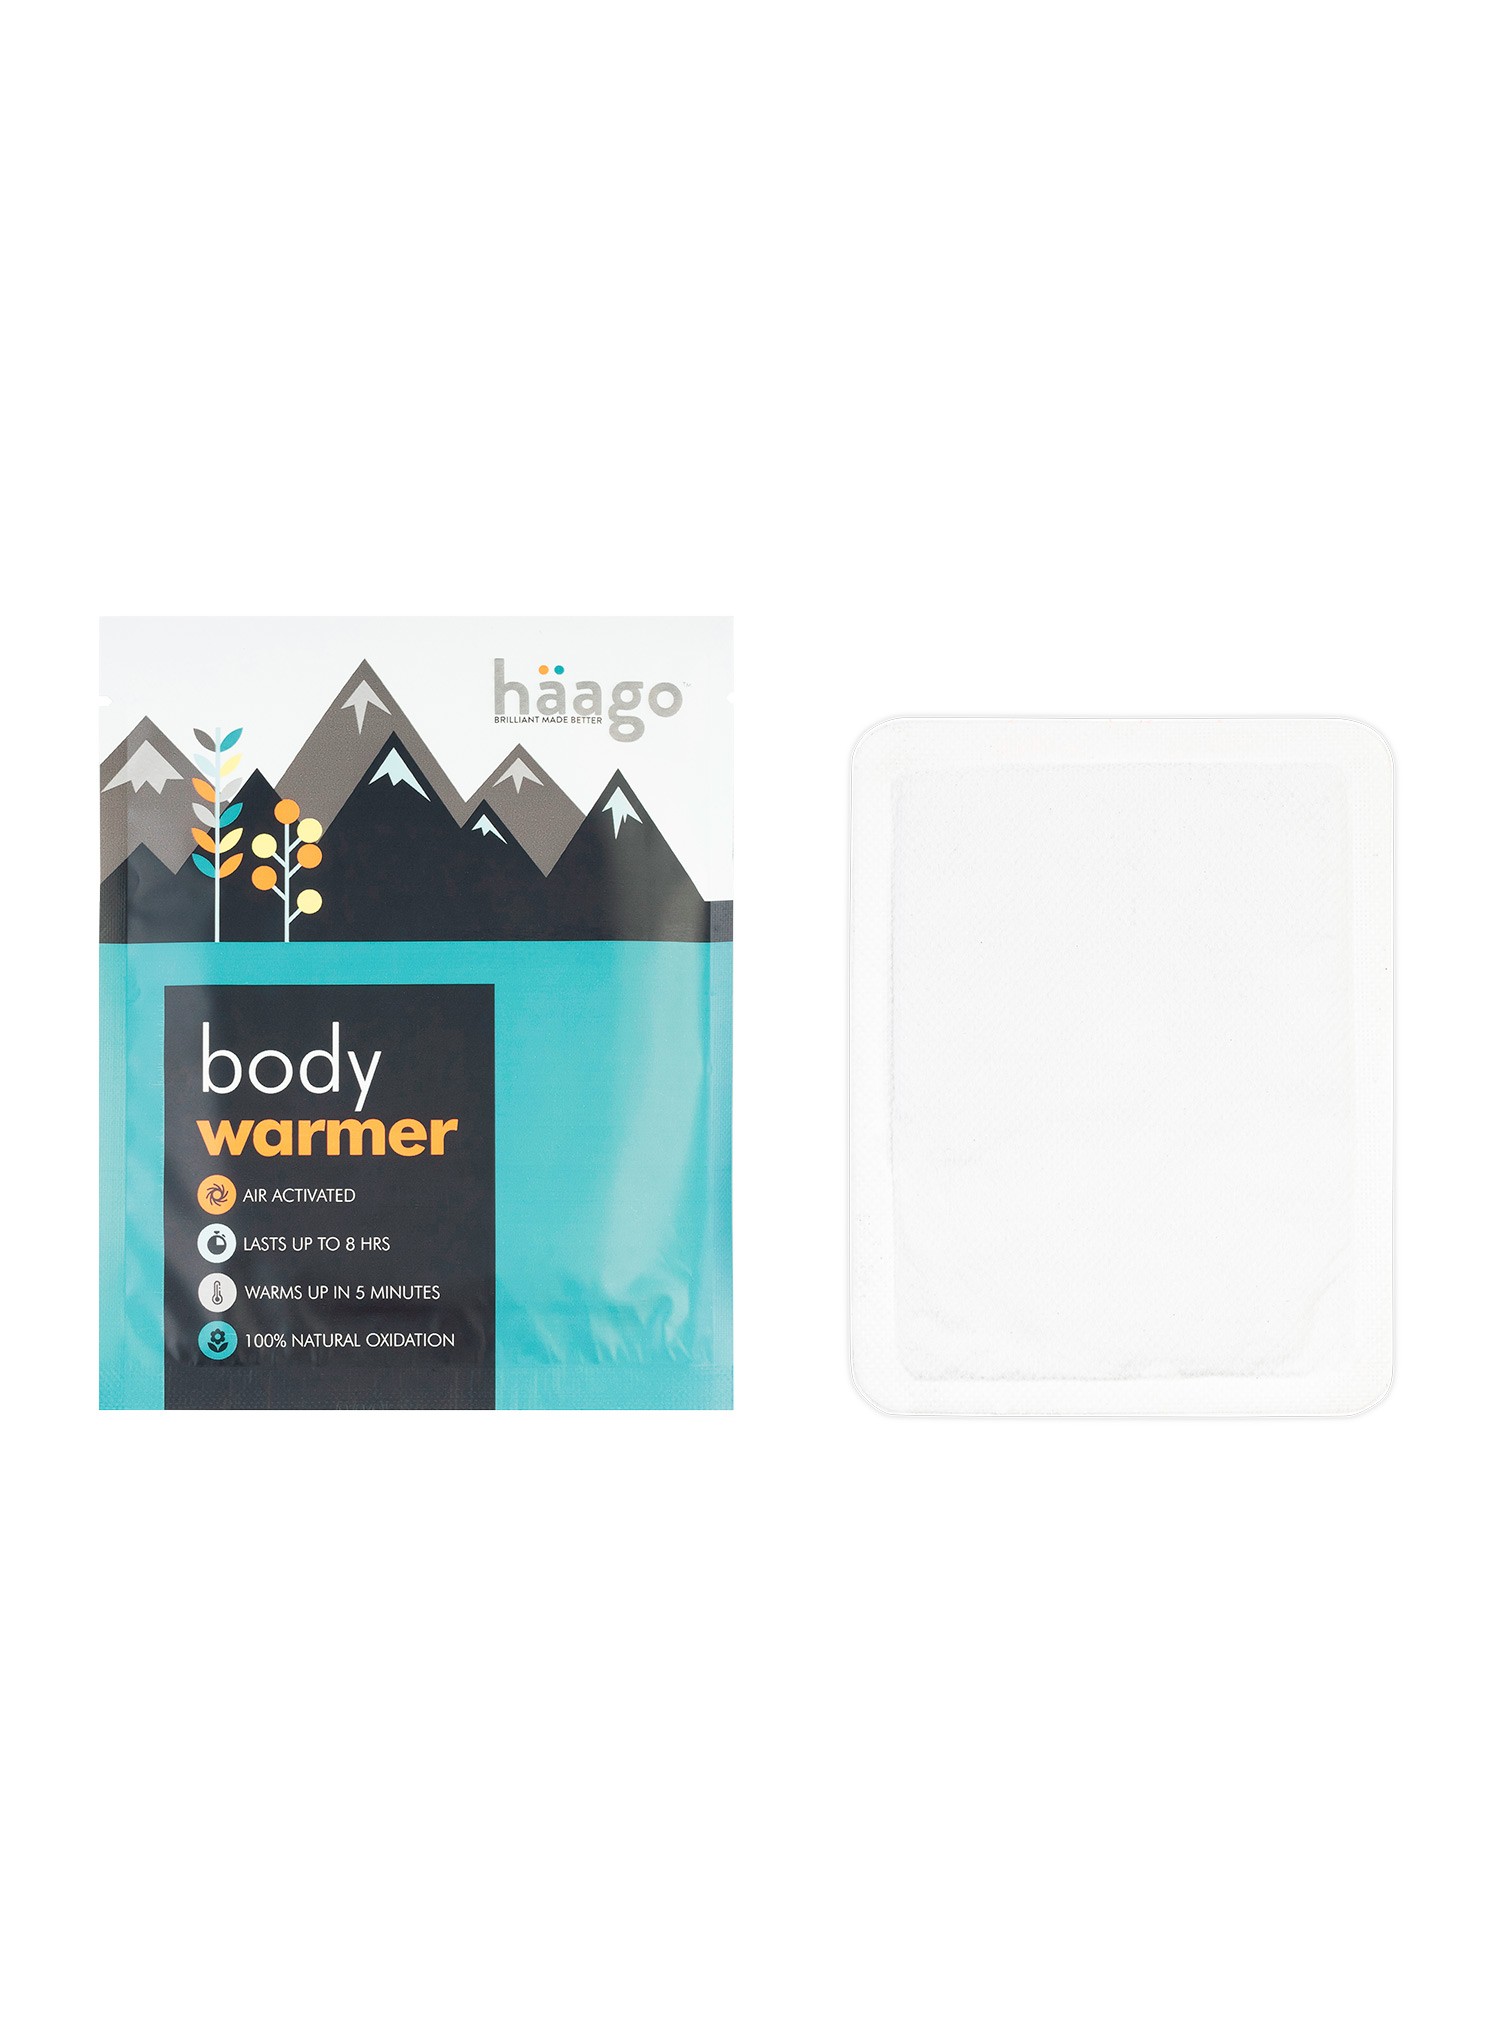 häago™
BRILLIANT MADE BETTER
body
warmer
AIR ACTIVATED
LASTS UP TO 8 HRS
WARMS UP IN 5 MINUTES
100% NATURAL OXIDATION